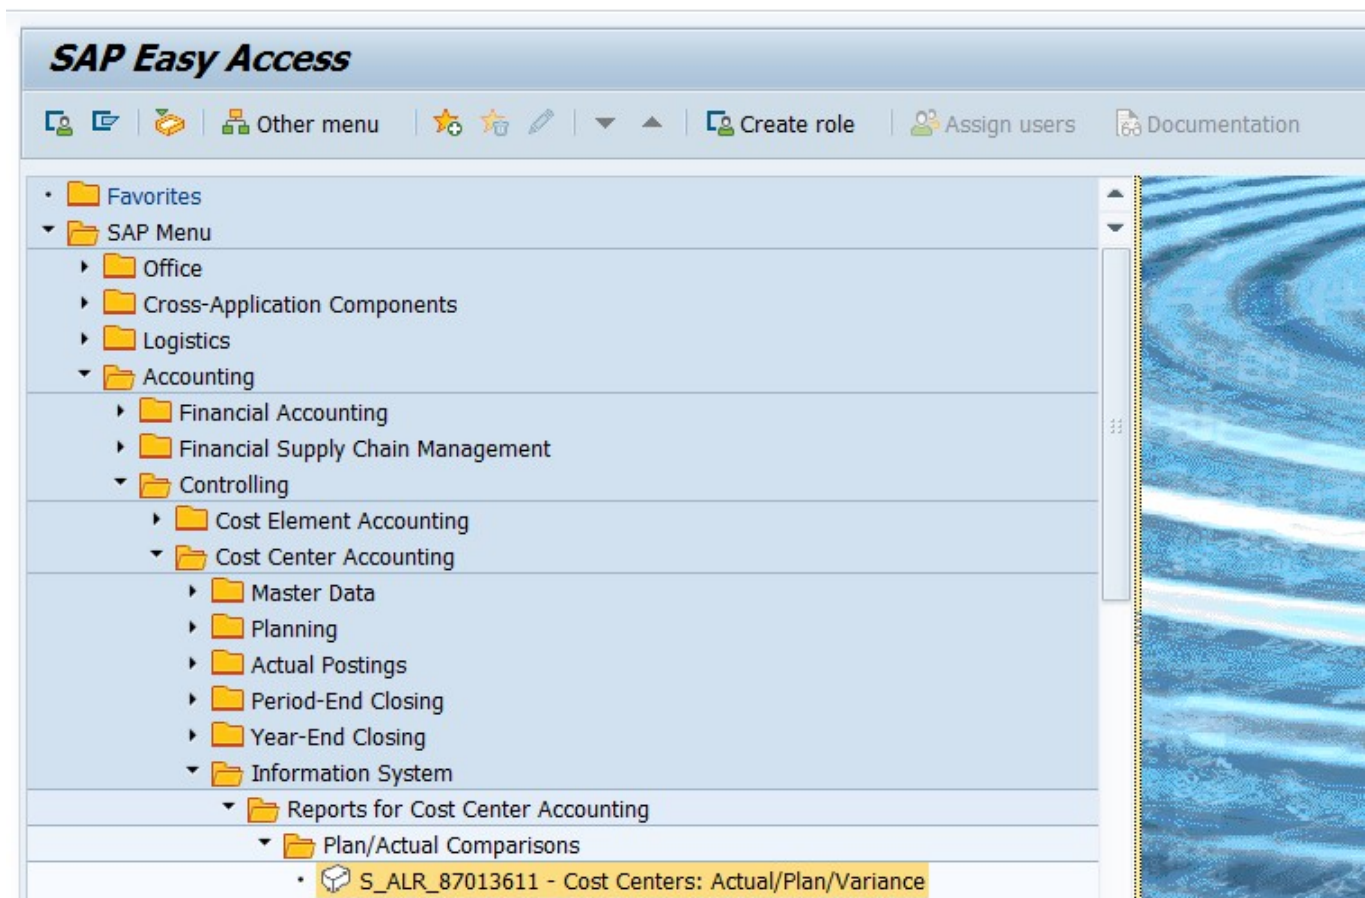 SAP Easy Access
Other menu Create role Assign users Documentation
Favorites
SAP Menu
Office
Cross-Application Components
Logistics
Accounting
Financial Accounting
Financial Supply Chain Management
Controlling
Cost Element Accounting
Cost Center Accounting
Master Data
Planning
Actual Postings
Period-End Closing
Year-End Closing
Information System
Reports for Cost Center Accounting
Plan/Actual Comparisons
S_ALR_87013611 - Cost Centers: Actual/Plan/Variance